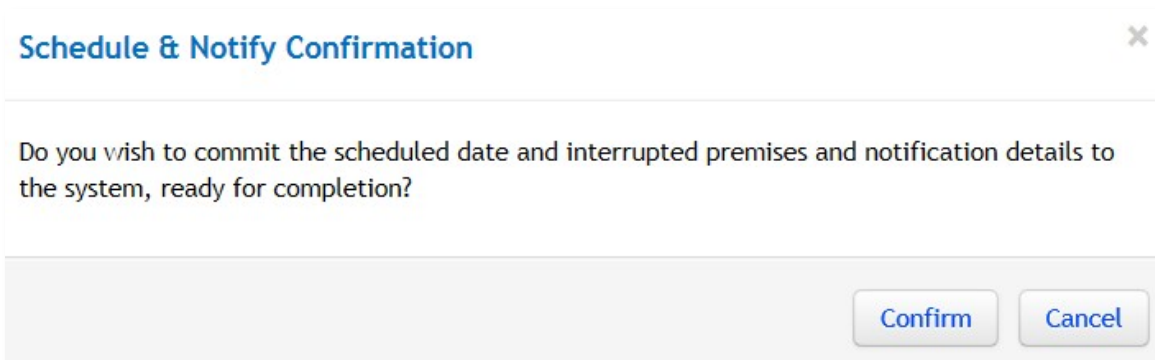 Schedule & Notify Confirmation
×
Do you wish to commit the scheduled date and interrupted premises and notification details to
the system, ready for completion?
Confirm
Cancel